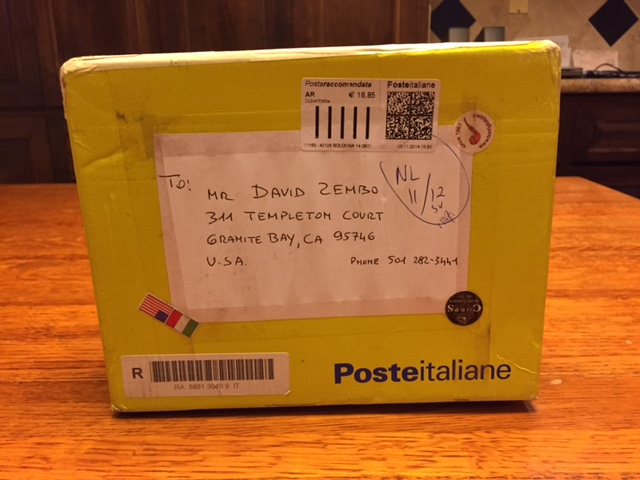 Postaraccomandata Posteitaliane
AR € 18,85
TO:
MR DAVID ZEMBO
311 TEMPLETON COURT
GRANITE BAY, CA 95746
U.S.A. PHONE 501 282-3441
NL
11/12
R
Posteitaliane